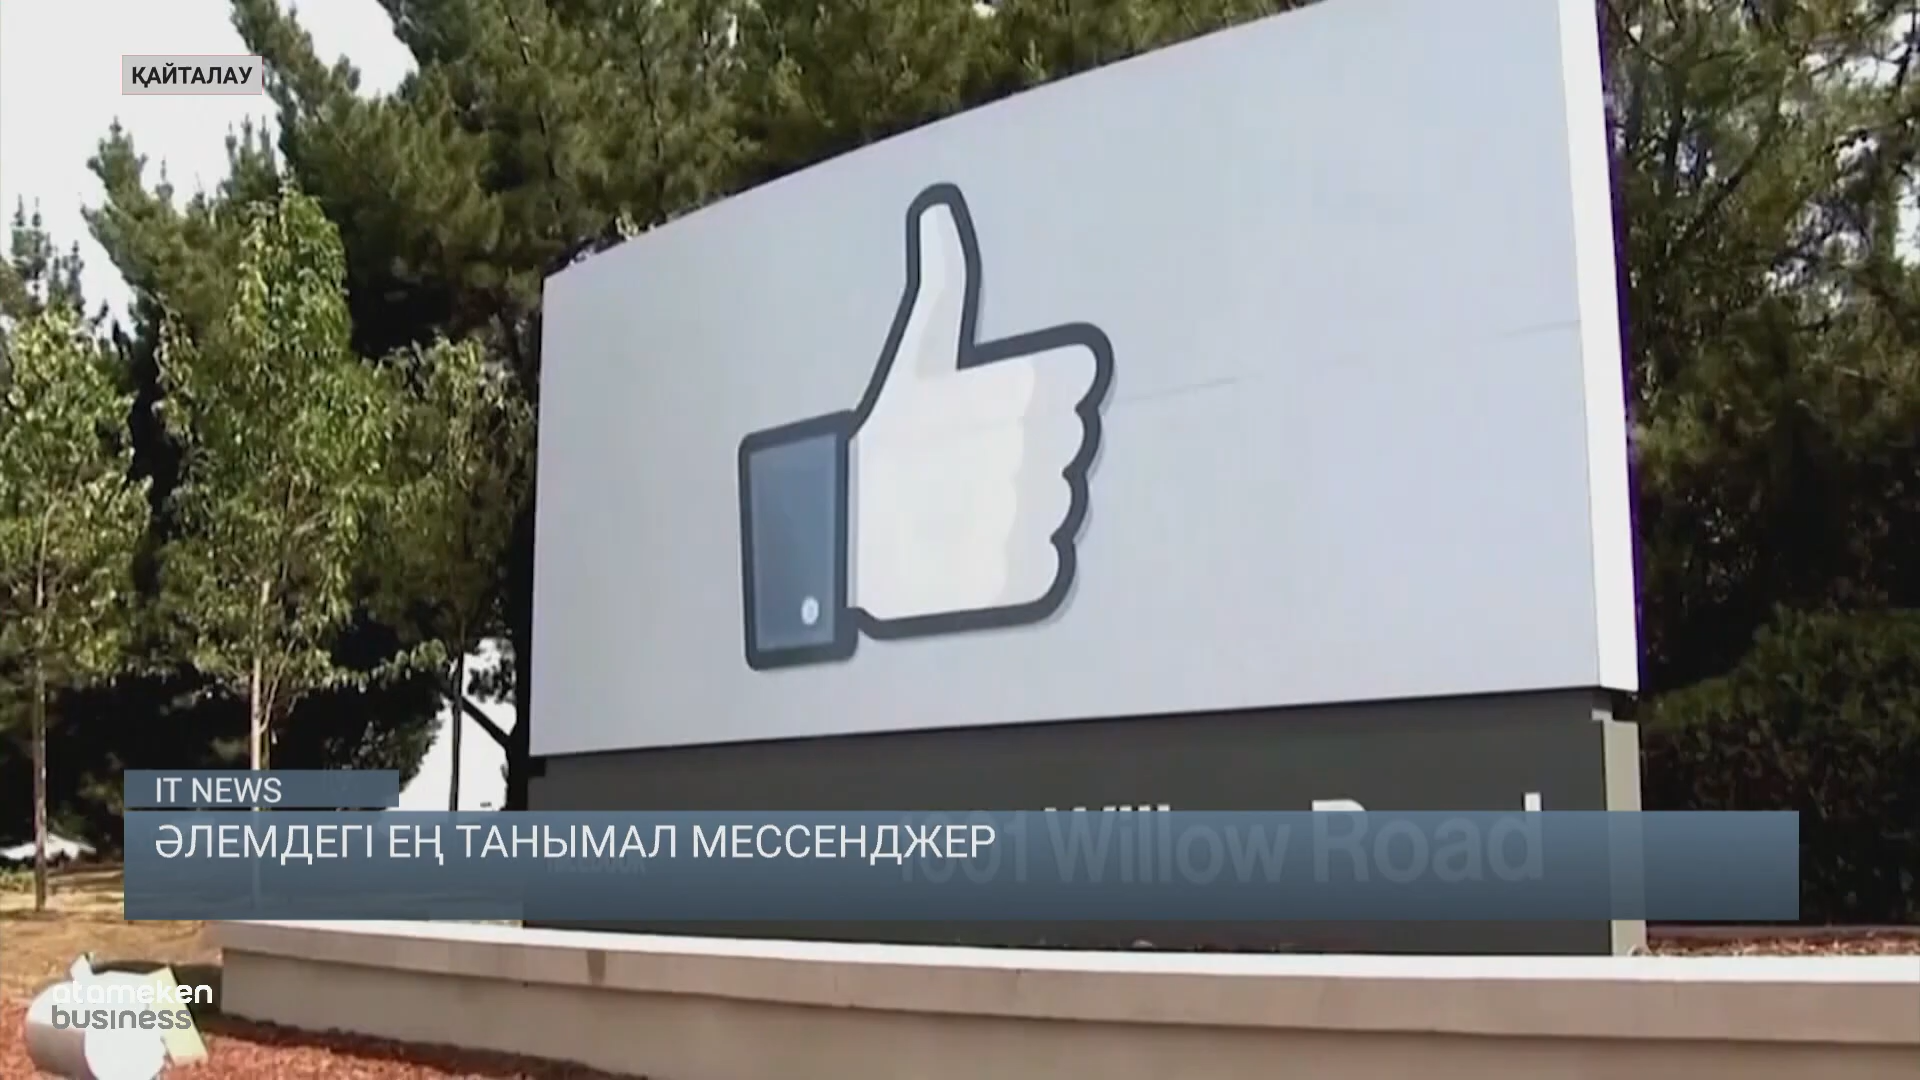 ҚАЙТАЛАУ
IT NEWS
ӘЛЕМДЕГІ ЕҢ ТАНЫМАЛ МЕССЕНДЖЕР
Willow Road
atameken
business